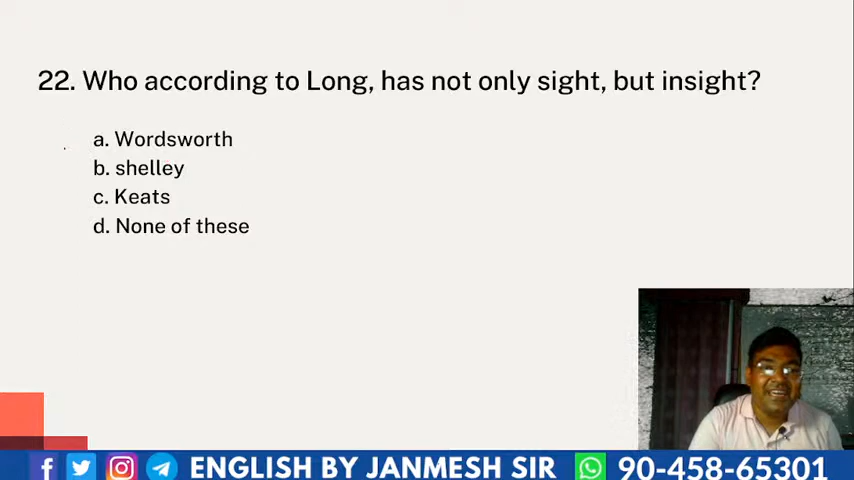 22. Who according to Long, has not only sight, but insight?
a. Wordsworth
b. shelley
c. Keats
d. None of these
ENGLISH BY JANMESH SIR 90-458-65301